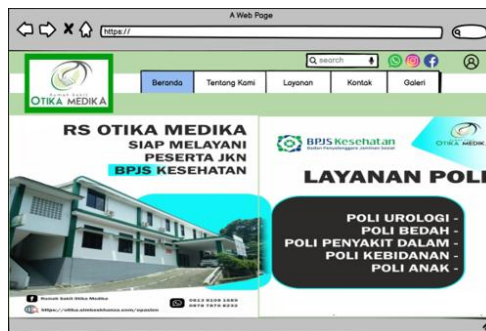 A Web Page
https://
search
Rumah Sakit
OTIKA MEDIKA
Beranda
Tentang Kami
Layanan
Kontak
Galeri
RS OTIKA MEDIKA
SIAP MELAYANI
PESERTA JKN
BPJS KESEHATAN
Rumah Sakit Otika Medika
BPJS Kesehatan
Badan Penyelenggara Jaminan Sosial
OTIKA MEDIK
LAYANAN POLI
POLI UROLOGI -
POLI BEDAH -
POLI PENYAKIT DALAM -
POLI KEBIDANAN -
POLI ANAK -